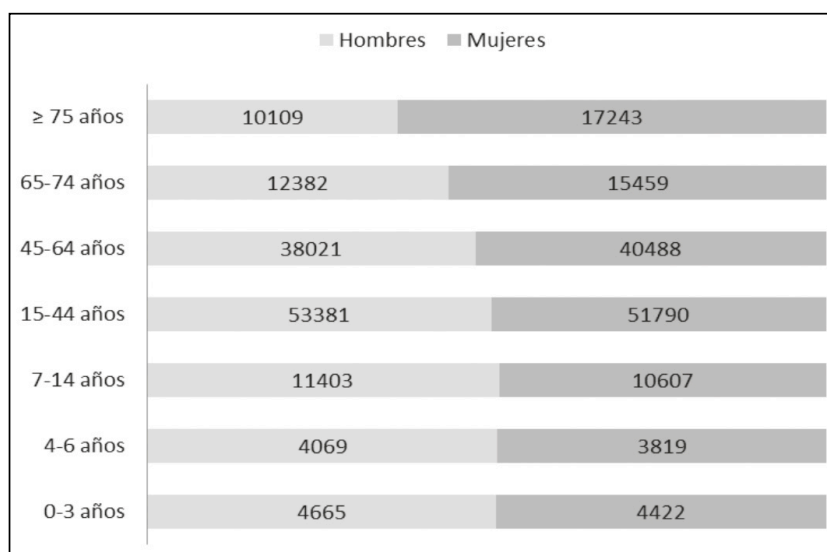 Hombres Mujeres
≥ 75 años 10109 17243
65-74 años 12382 15459
45-64 años 38021 40488
15-44 años 53381 51790
7-14 años 11403 10607
4-6 años 4069 3819
0-3 años 4665 4422